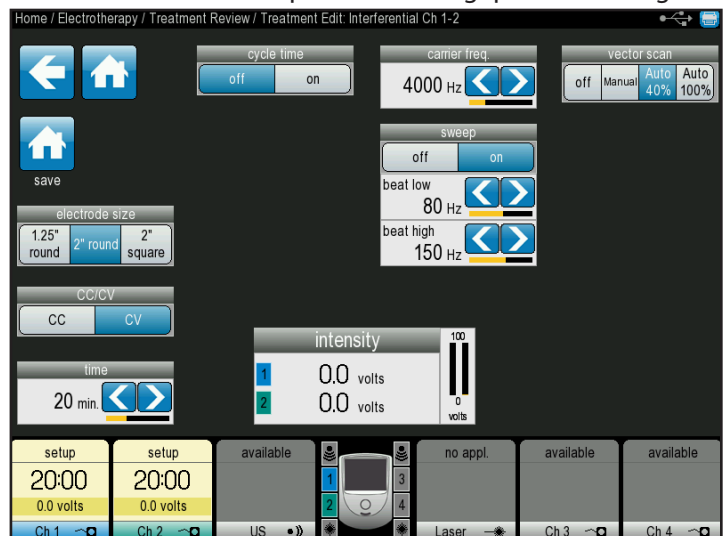 Home / Electrotherapy / Treatment Review / Treatment Edit: Interferential Ch 1-2
cycle time
off on
carrier freq.
4000 Hz
vector scan
off Manual Auto 40% Auto 100%
save
sweep
off on
beat low
80 Hz
beat high
150 Hz
electrode size
1.25" round 2" round 2" square
CC/CV
CC CV
time
20 min.
intensity
1 0.0 volts
2 0.0 volts
100
0
volts
setup
20:00
0.0 volts
Ch 1
setup
20:00
0.0 volts
Ch 2
available
US
1
2
3
4
no appl.
Laser
available
Ch 3
available
Ch 4